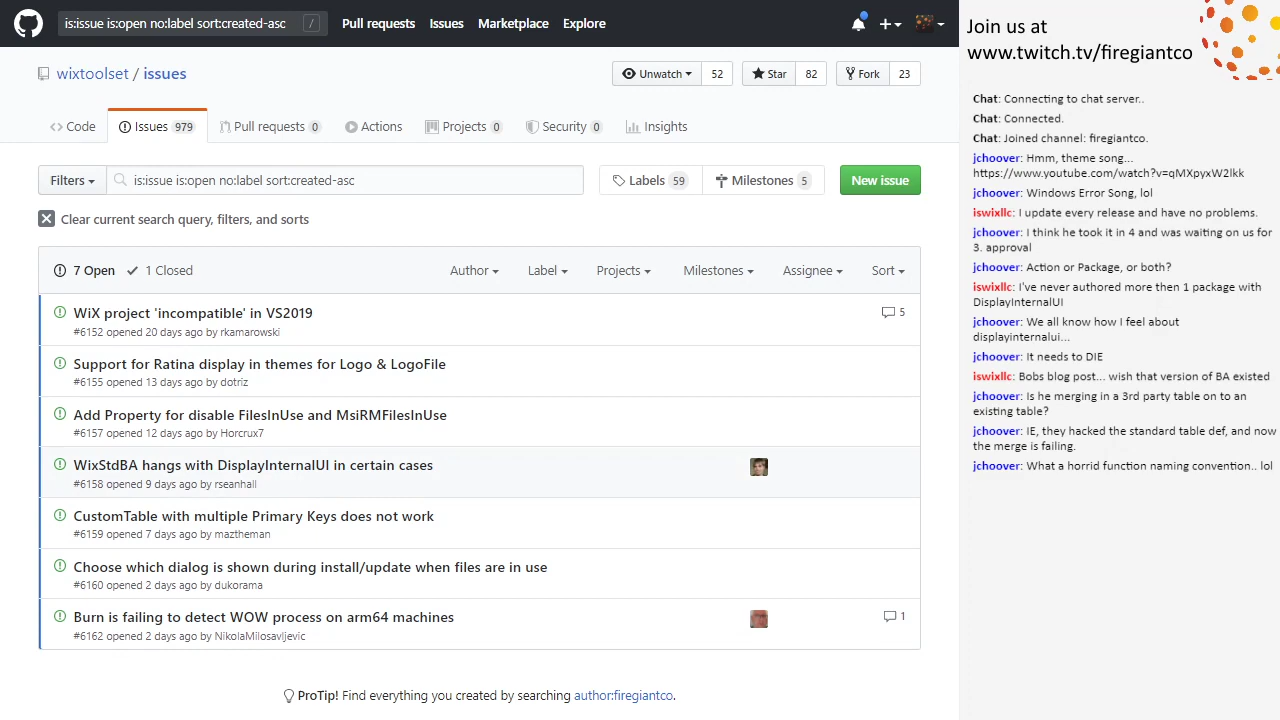 is:issue is:open no:label sort:created-asc /
Pull requests Issues Marketplace Explore
wixtoolset / issues
Unwatch 52 Star 82 Fork 23
Code Issues 979 Pull requests 0 Actions Projects 0 Security 0 Insights
Filters is:issue is:open no:label sort:created-asc Labels 59 Milestones 5 New issue
Clear current search query, filters, and sorts
7 Open 1 Closed Author Label Projects Milestones Assignee Sort
WiX project 'incompatible' in VS2019 5
#6152 opened 20 days ago by rkamarowski
Support for Ratina display in themes for Logo & LogoFile
#6155 opened 13 days ago by dotriz
Add Property for disable FilesInUse and MsiRMFilesInUse
#6157 opened 12 days ago by Horcrux7
WixStdBA hangs with DisplayInternalUI in certain cases
#6158 opened 9 days ago by rseanhall
CustomTable with multiple Primary Keys does not work
#6159 opened 7 days ago by maztheman
Choose which dialog is shown during install/update when files are in use
#6160 opened 2 days ago by dukorama
Burn is failing to detect WOW process on arm64 machines 1
#6162 opened 2 days ago by NikolaMilosavljevic
ProTip! Find everything you created by searching author:firegiantco.
Join us at
www.twitch.tv/firegiantco
Chat: Connecting to chat server..
Chat: Connected.
Chat: Joined channel: firegiantco.
jchoover: Hmm, theme song...
https://www.youtube.com/watch?v=qMXpyxW2lkk
jchoover: Windows Error Song, lol
iswixllc: I update every release and have no problems.
jchoover: I think he took it in 4 and was waiting on us for
3. approval
jchoover: Action or Package, or both?
iswixllc: I've never authored more then 1 package with
DisplayInternalUI
jchoover: We all know how I feel about
displayinternalui...
jchoover: It needs to DIE
iswixllc: Bobs blog post... wish that version of BA existed
jchoover: Is he merging in a 3rd party table on to an
existing table?
jchoover: IE, they hacked the standard table def, and now
the merge is failing.
jchoover: What a horrid function naming convention.. lol